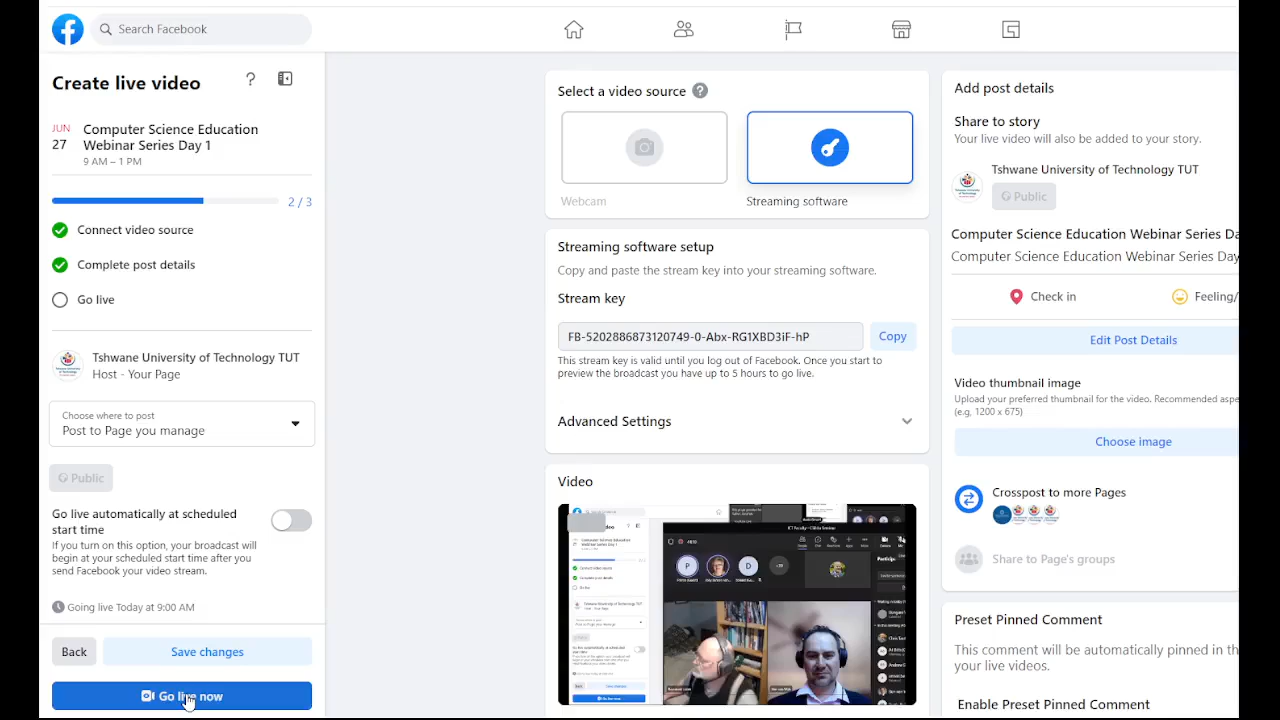 Search Facebook
Create live video
?
JUN
27
Computer Science Education
Webinar Series Day 1
9 AM – 1 PM
2 / 3
Connect video source
Complete post details
Go live
Tshwane University of Technology TUT
Host - Your Page
Choose where to post
Post to Page you manage
Public
Go live automatically at scheduled
start time
If you turn on this option, your broadcast will
begin at your scheduled start time after you
send Facebook your video stream.
Going live Today at 9:00
Back
Save changes
Go live now
Select a video source
?
Webcam
Streaming software
Streaming software setup
Copy and paste the stream key into your streaming software.
Stream key
FB-5202886873120749-0-Abx-RG1XBD3iF-hP
Copy
This stream key is valid until you log out of Facebook. Once you start to
preview the broadcast you have up to 5 hours to go live.
Advanced Settings
Video
Add post details
Share to story
Your live video will also be added to your story.
Tshwane University of Technology TUT
Public
Computer Science Education Webinar Series Da
Computer Science Education Webinar Series Day
Check in
Feeling/
Edit Post Details
Video thumbnail image
Upload your preferred thumbnail for the video. Recommended aspe
(e.g, 1200 x 675)
Choose image
Crosspost to more Pages
Share to Page's groups
Preset Pinned Comment
This comment will be automatically pinned in th
your live videos.
Enable Preset Pinned Comment